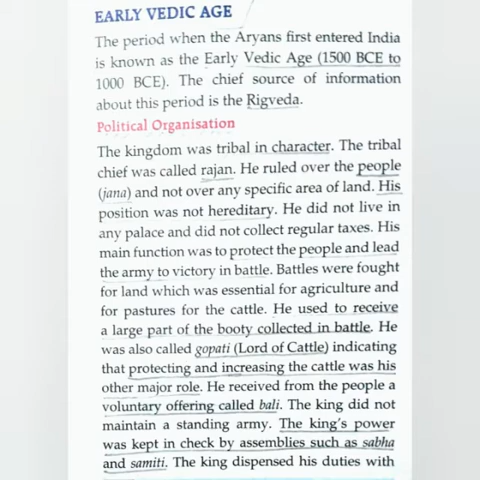 EARLY VEDIC AGE
The period when the Aryans first entered India
is known as the Early Vedic Age (1500 BCE to
1000 BCE). The chief source of information
about this period is the Rigveda.
Political Organisation
The kingdom was tribal in character. The tribal
chief was called rajan. He ruled over the people
(jana) and not over any specific area of land. His
position was not hereditary. He did not live in
any palace and did not collect regular taxes. His
main function was to protect the people and lead
the army to victory in battle. Battles were fought
for land which was essential for agriculture and
for pastures for the cattle. He used to receive
a large part of the booty collected in battle. He
was also called gopati (Lord of Cattle) indicating
that protecting and increasing the cattle was his
other major role. He received from the people a
voluntary offering called bali. The king did not
maintain a standing army. The king's power
was kept in check by assemblies such as sabha
and samiti. The king dispensed his duties with